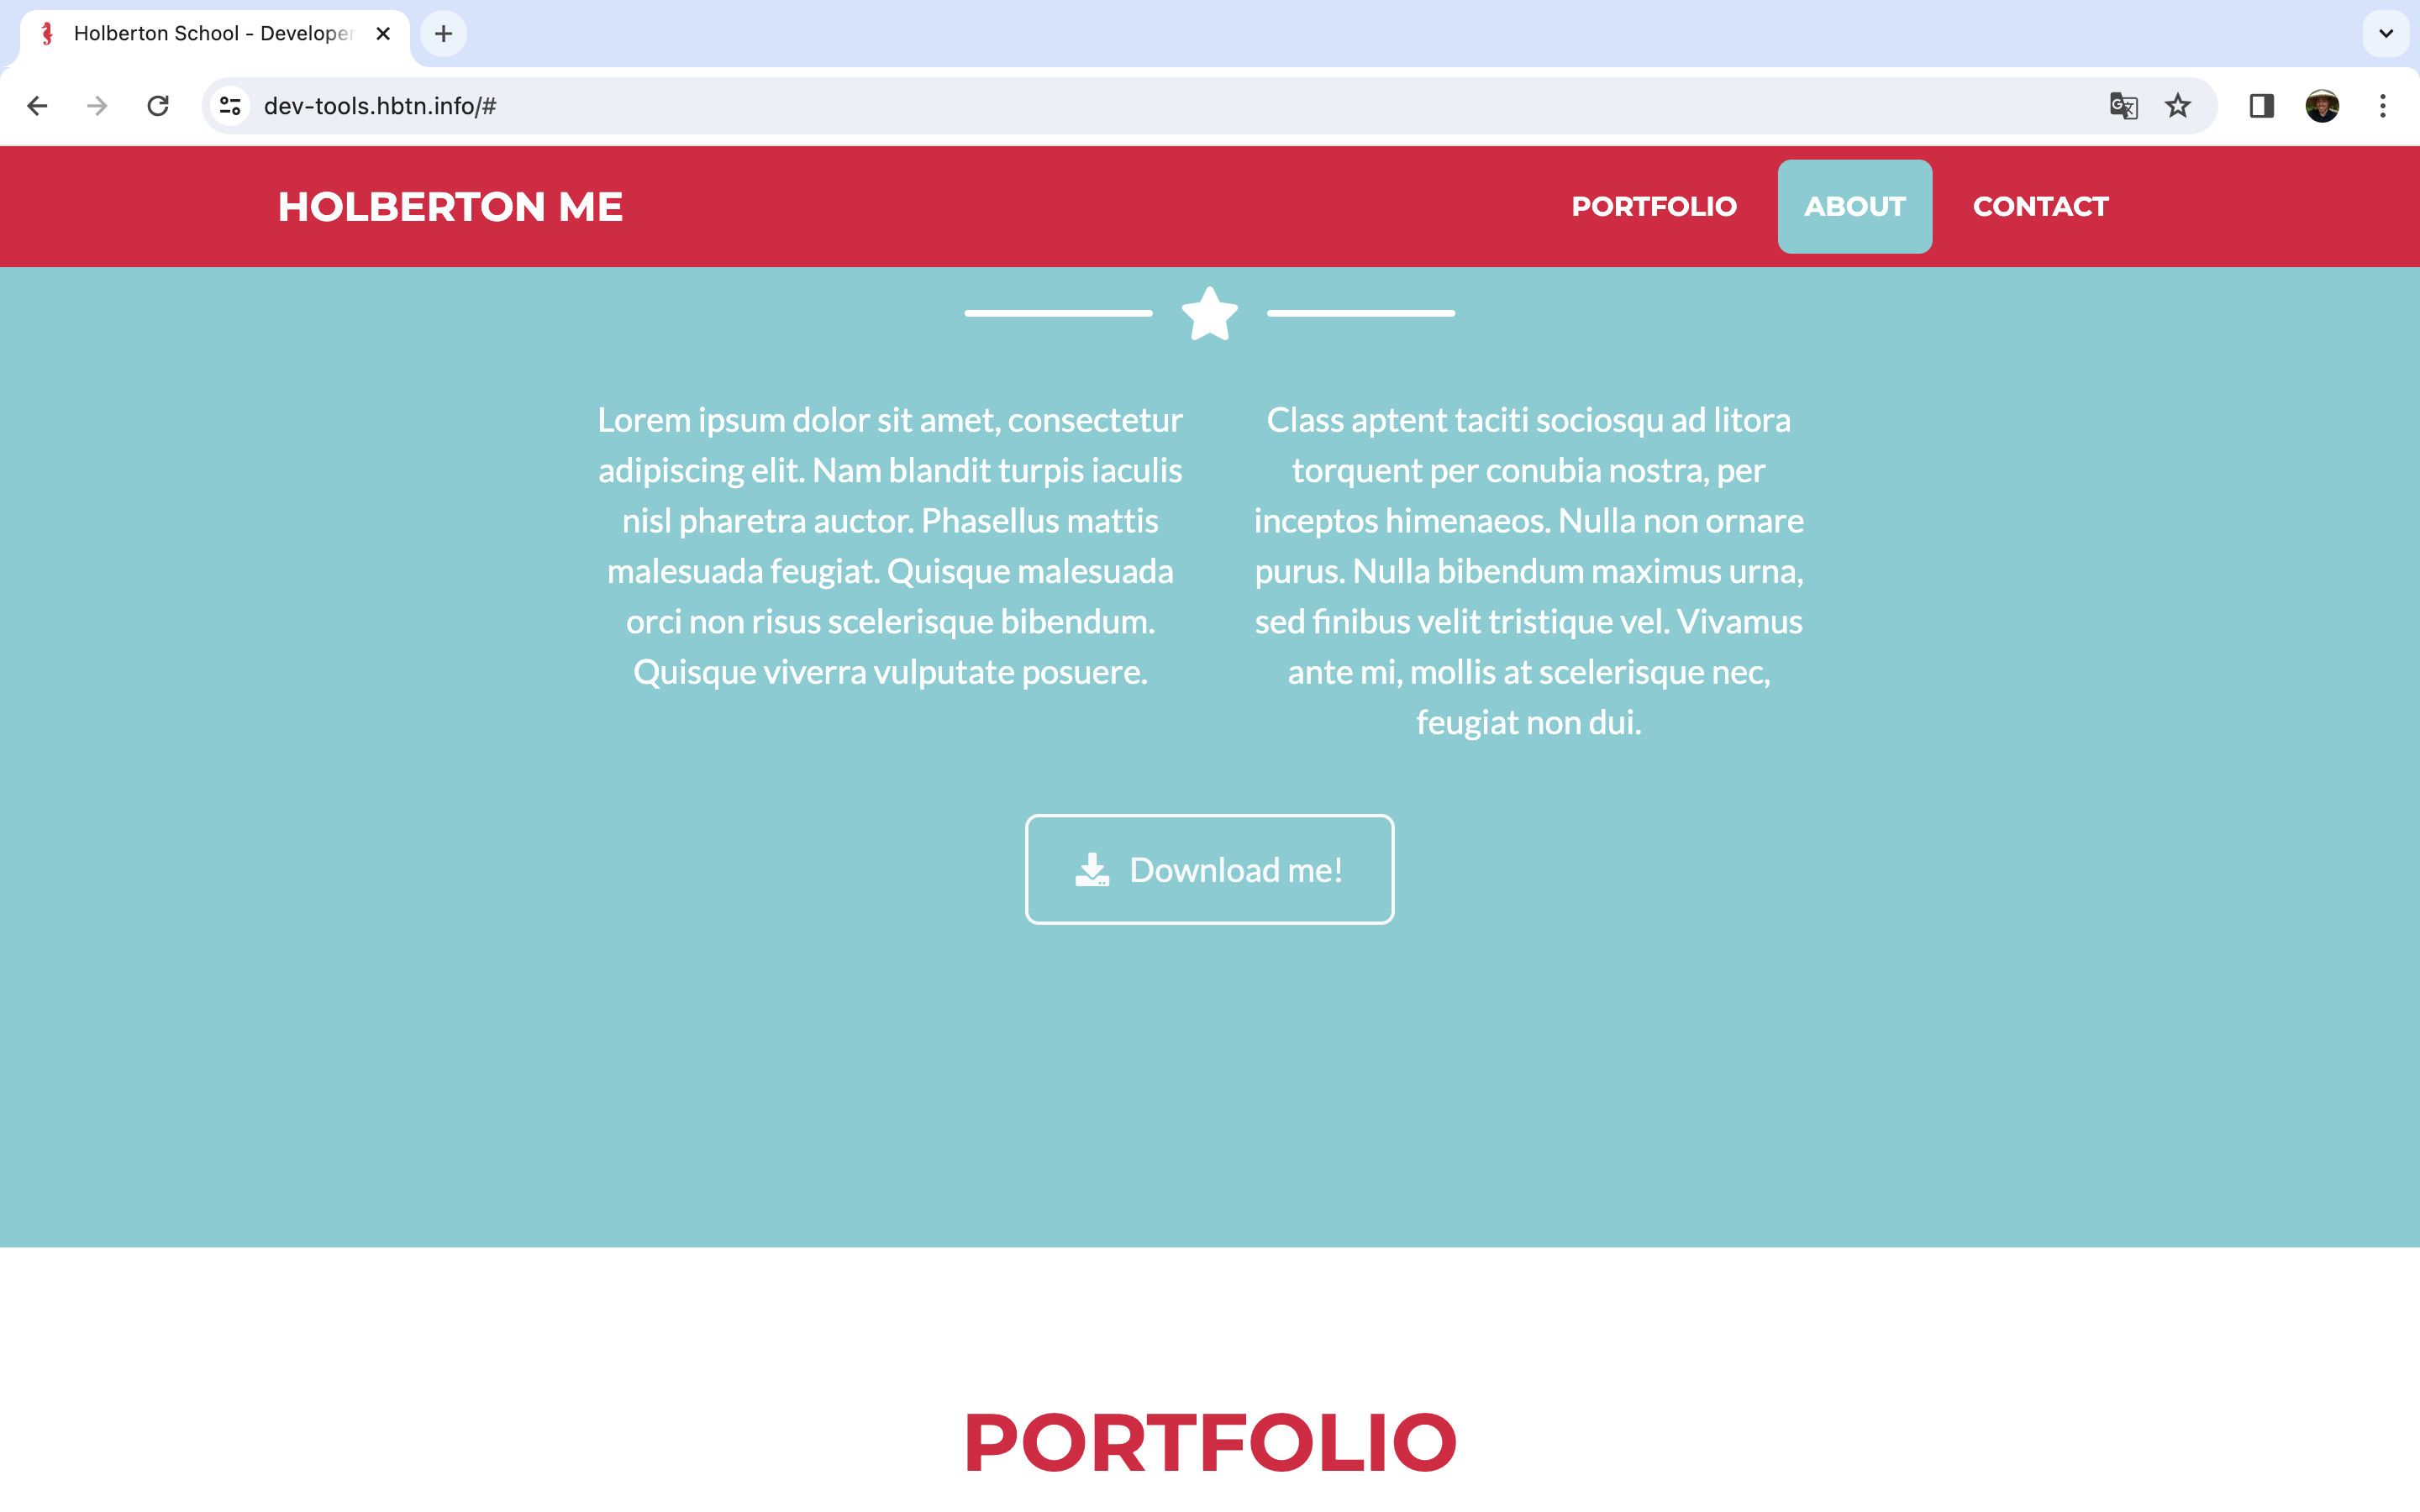 Holberton School - Developer
dev-tools.hbtn.info/#
HOLBERTON ME
PORTFOLIO
ABOUT
CONTACT
Lorem ipsum dolor sit amet, consectetur
adipiscing elit. Nam blandit turpis iaculis
nisl pharetra auctor. Phasellus mattis
malesuada feugiat. Quisque malesuada
orci non risus scelerisque bibendum.
Quisque viverra vulputate posuere.
Class aptent taciti sociosqu ad litora
torquent per conubia nostra, per
inceptos himenaeos. Nulla non ornare
purus. Nulla bibendum maximus urna,
sed finibus velit tristique vel. Vivamus
ante mi, mollis at scelerisque nec,
feugiat non dui.
Download me!
PORTFOLIO